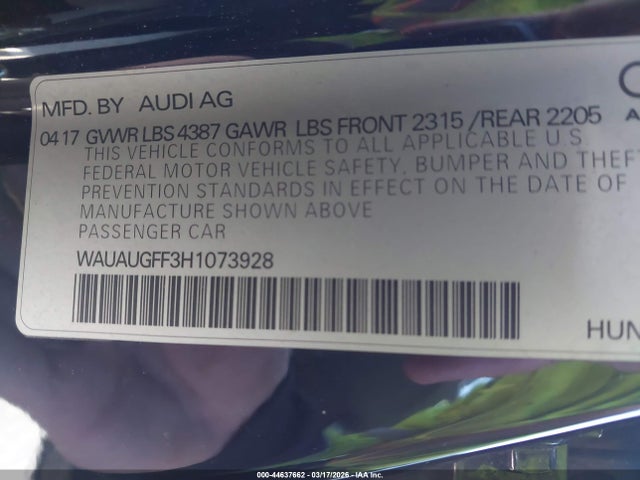 MFD. BY AUDI AG
04 17 GVWR LBS 4387 GAWR LBS FRONT 2315 /REAR 2205
THIS VEHICLE CONFORMS TO ALL APPLICABLE U.S
FEDERAL MOTOR VEHICLE SAFETY, BUMPER AND THEFT
PREVENTION STANDARDS IN EFFECT ON THE DATE OF
MANUFACTURE SHOWN ABOVE
PASSENGER CAR
WAUAUGFF3H1073928
HUN
000-44637662 - 03/17/2026 - IAA Inc.